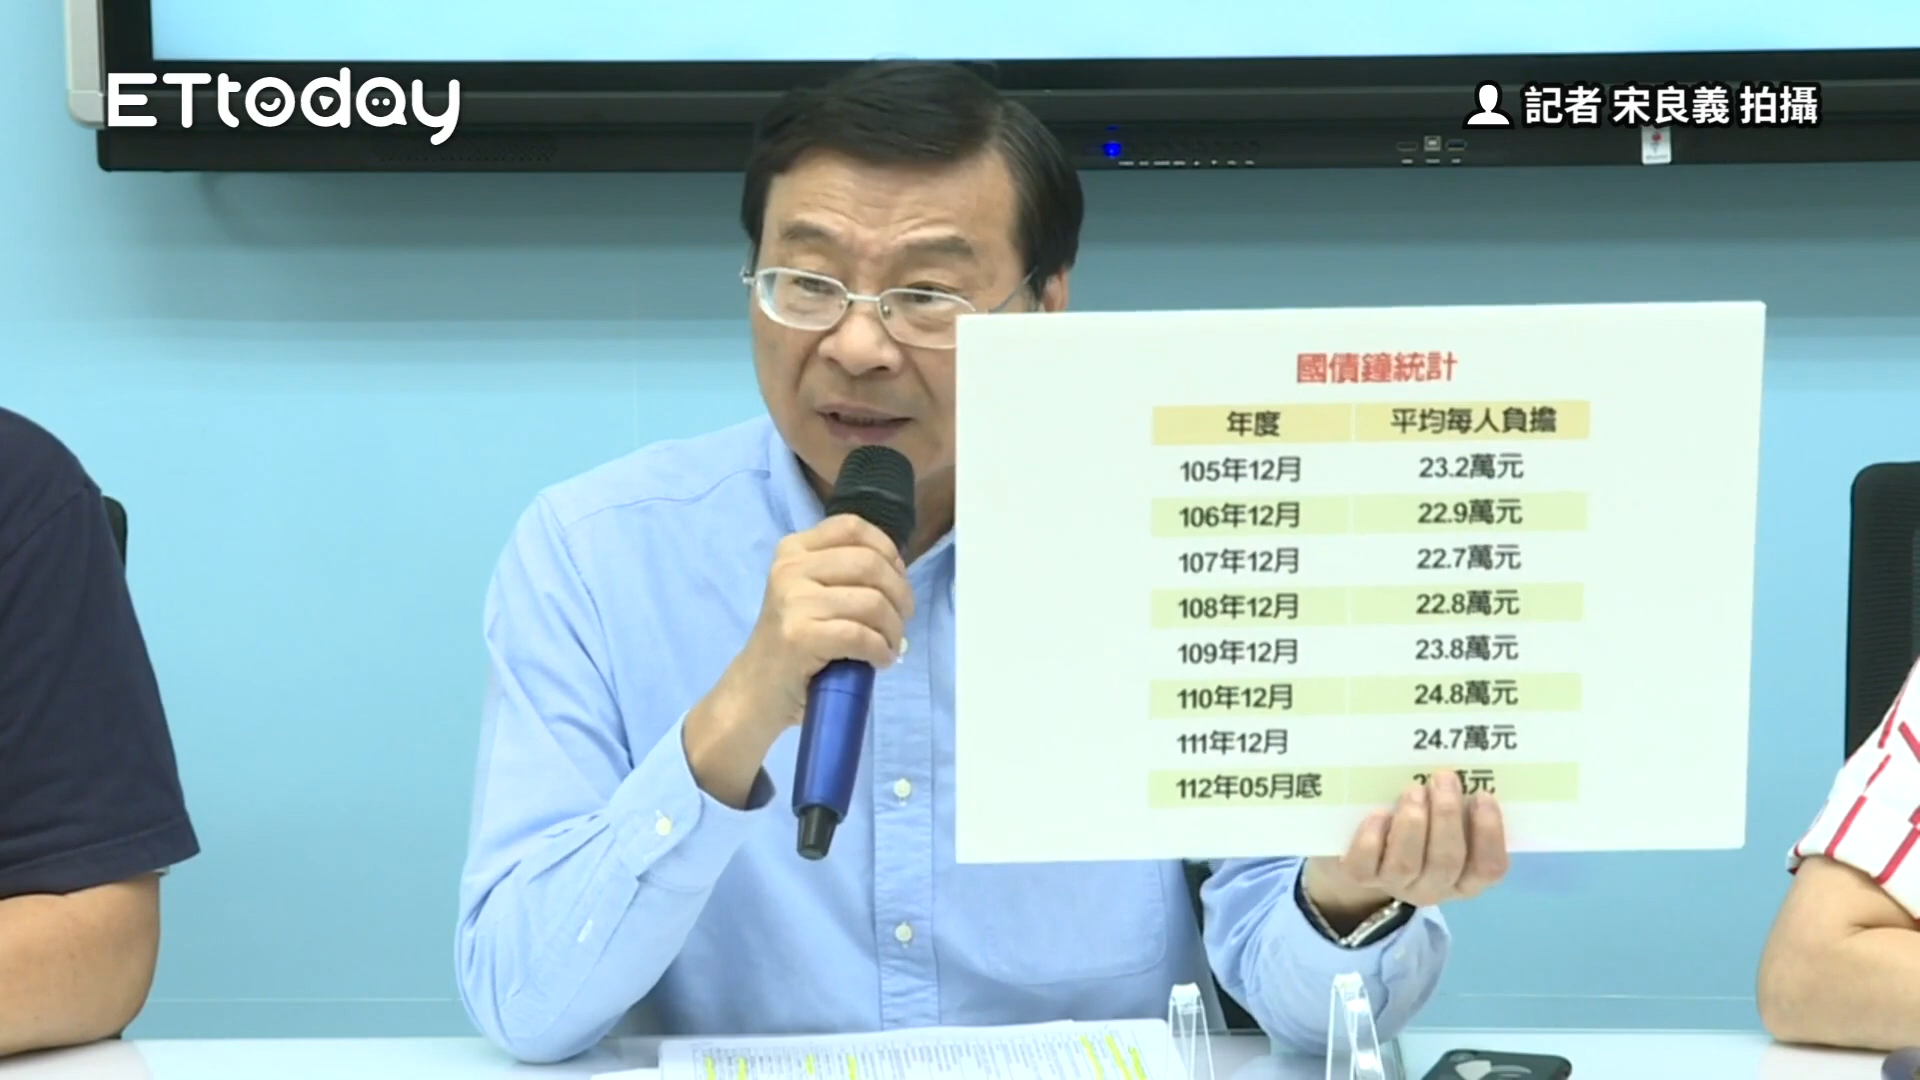 ETtoday
記者 宋良義 拍攝
國債鐘統計
年度 平均每人負擔
105年12月 23.2萬元
106年12月 22.9萬元
107年12月 22.7萬元
108年12月 22.8萬元
109年12月 23.8萬元
110年12月 24.8萬元
111年12月 24.7萬元
112年05月底 萬元